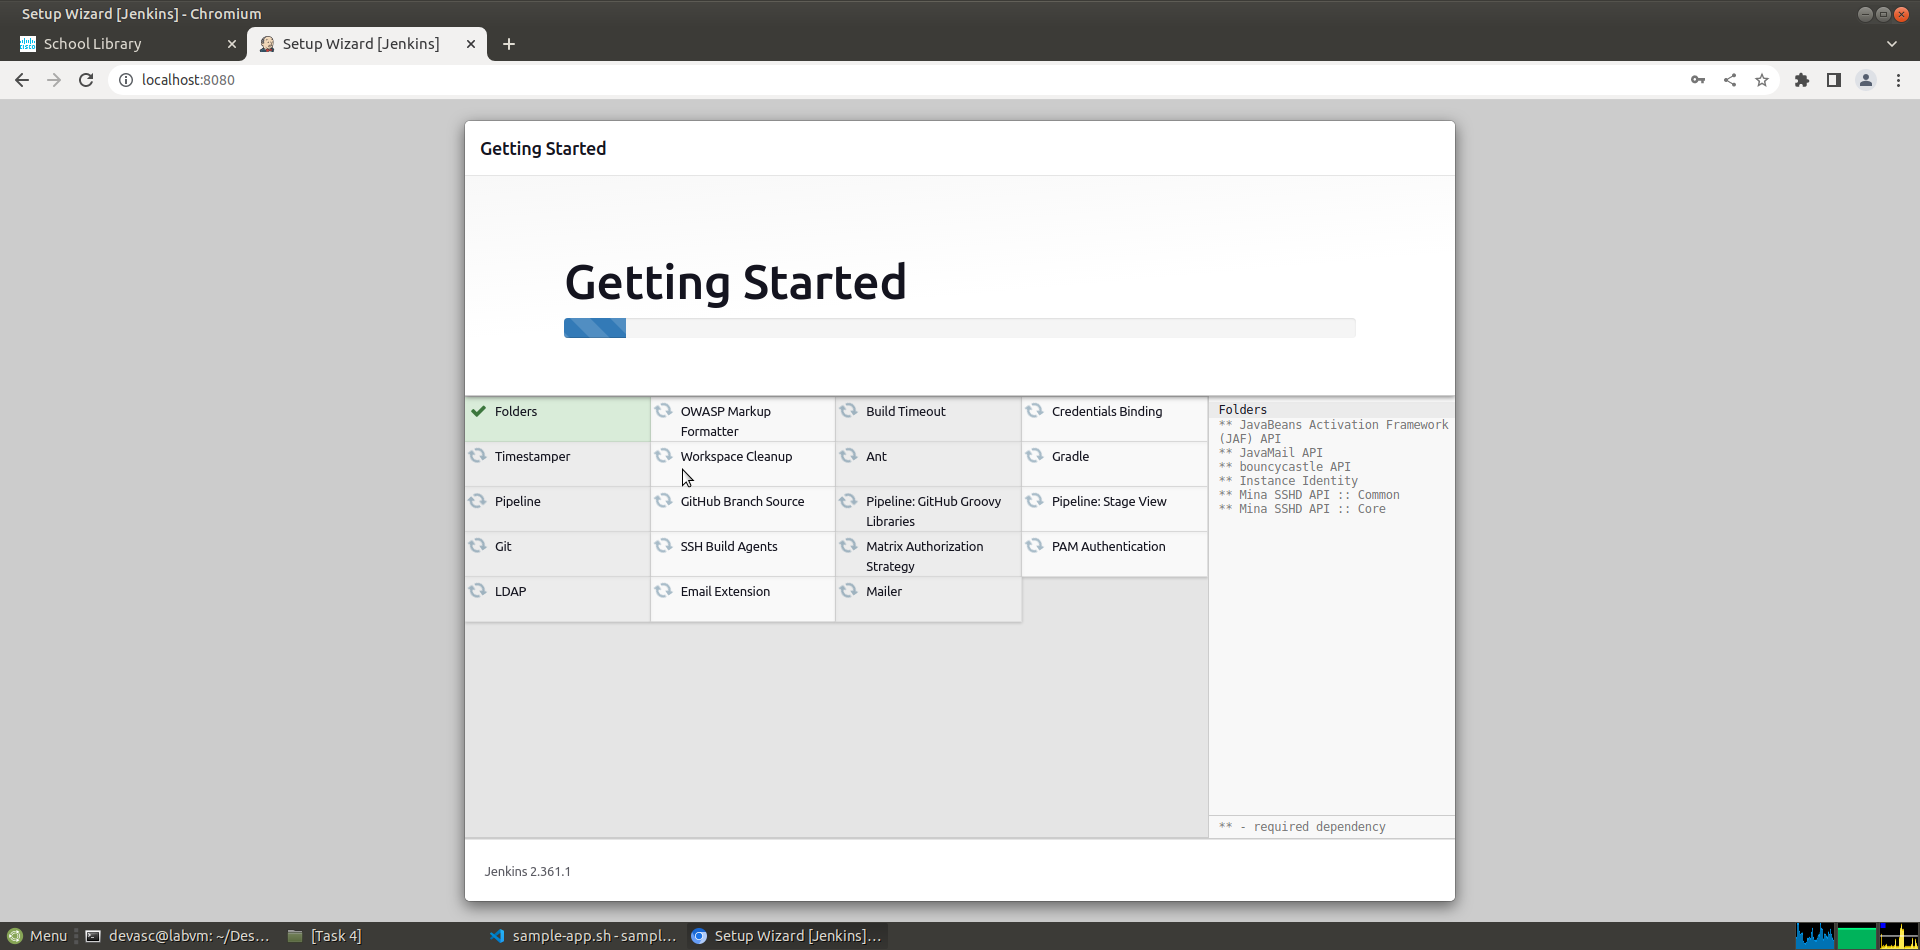 Setup Wizard [Jenkins] - Chromium
School Library
Setup Wizard [Jenkins]
localhost:8080
Getting Started
Getting Started
Folders
OWASP Markup
Formatter
Build Timeout
Credentials Binding
Timestamper
Workspace Cleanup
Ant
Gradle
Pipeline
GitHub Branch Source
Pipeline: GitHub Groovy
Libraries
Pipeline: Stage View
Git
SSH Build Agents
Matrix Authorization
Strategy
PAM Authentication
LDAP
Email Extension
Mailer
Folders
** JavaBeans Activation Framework
(JAF) API
** JavaMail API
** bouncycastle API
** Instance Identity
** Mina SSHD API :: Common
** Mina SSHD API :: Core
** - required dependency
Jenkins 2.361.1
Menu
devasc@labvm: ~/Des...
[Task 4]
sample-app.sh - sampl...
Setup Wizard [Jenkins]...